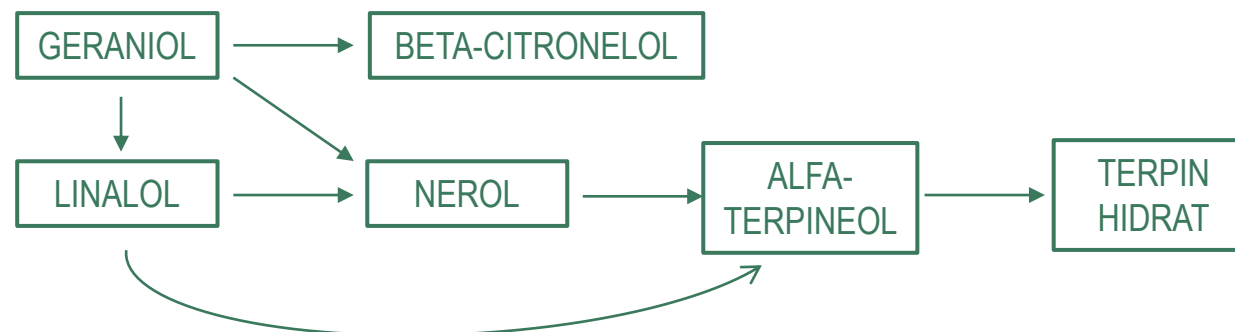 GERANIOL
BETA-CITRONELOL
LINALOL
NEROL
ALFA-
TERPINEOL
TERPIN
HIDRAT